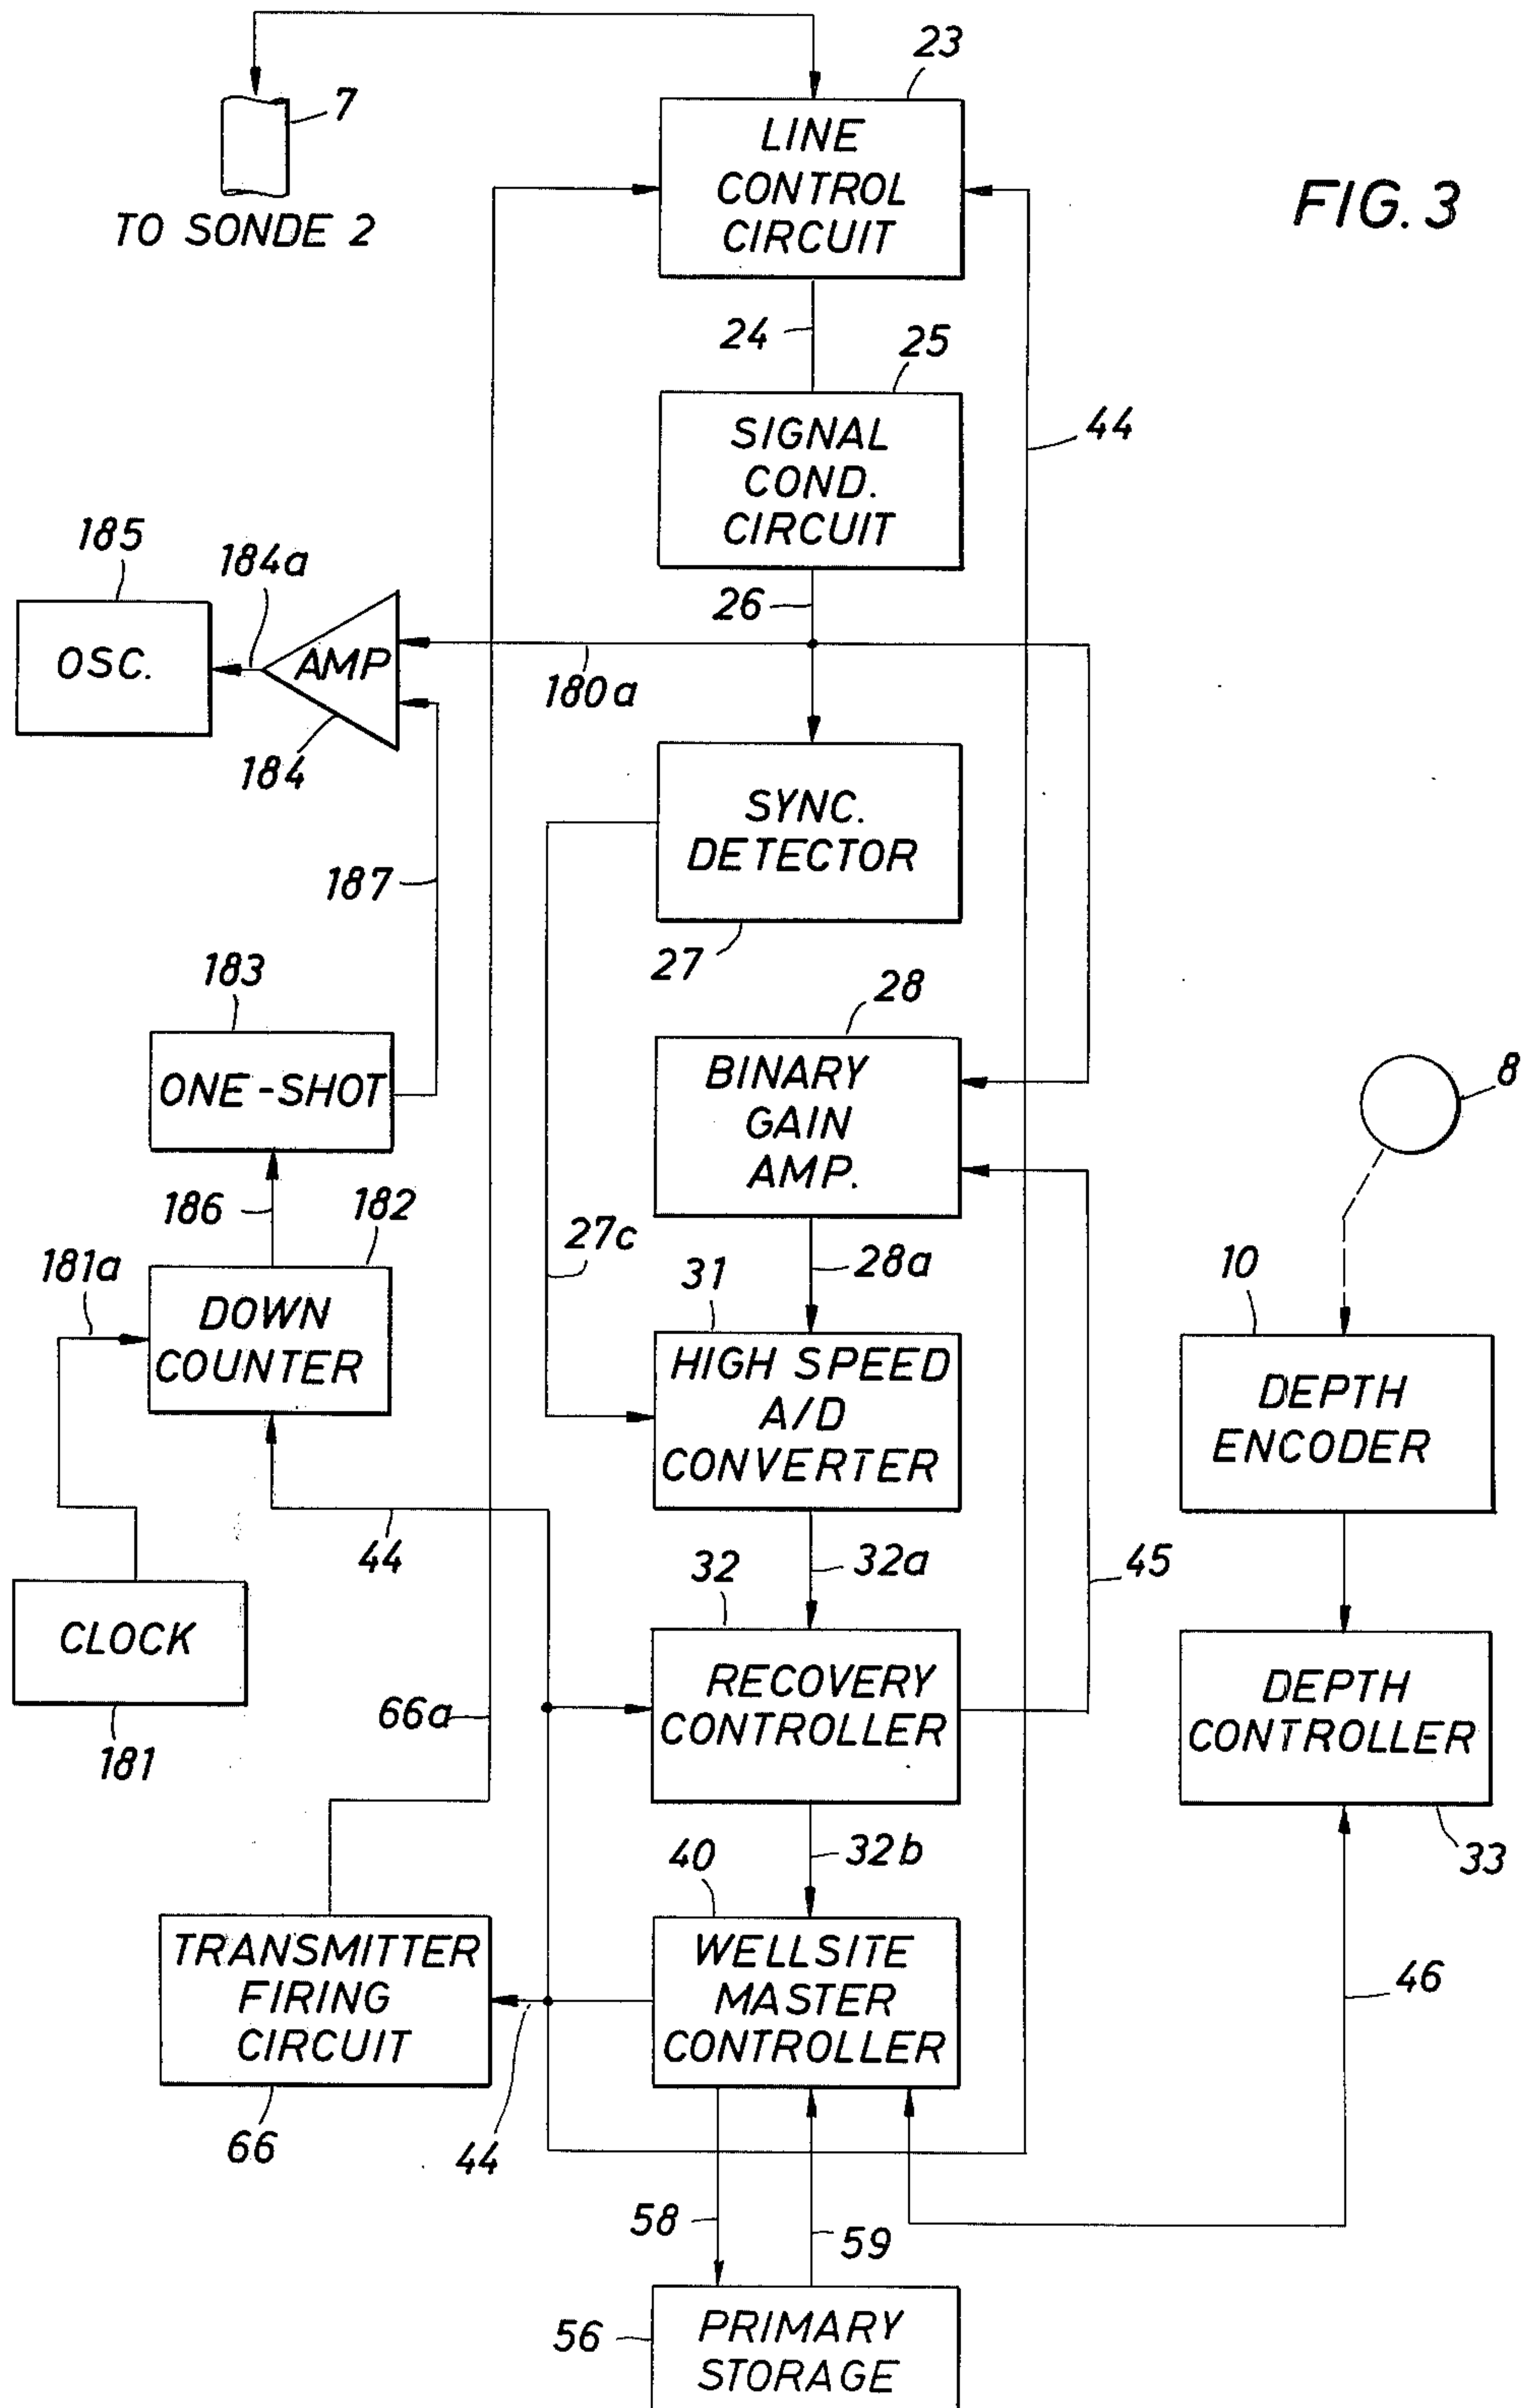 23
7
LINE
CONTROL
CIRCUIT
FIG. 3
TO SONDE 2
24
25
44
SIGNAL
COND.
CIRCUIT
185
184a
26
OSC.
AMP
180a
184
SYNC.
DETECTOR
187
27
183
28
ONE-SHOT
BINARY
GAIN
AMP.
8
186
182
27c
28a
181a
31
10
DOWN
COUNTER
HIGH SPEED
A/D
CONVERTER
DEPTH
ENCODER
44
32
32a
45
CLOCK
RECOVERY
CONTROLLER
DEPTH
CONTROLLER
66a
181
40
32b
33
TRANSMITTER
FIRING
CIRCUIT
WELLSITE
MASTER
CONTROLLER
46
66
44
58
59
56
PRIMARY
STORAGE